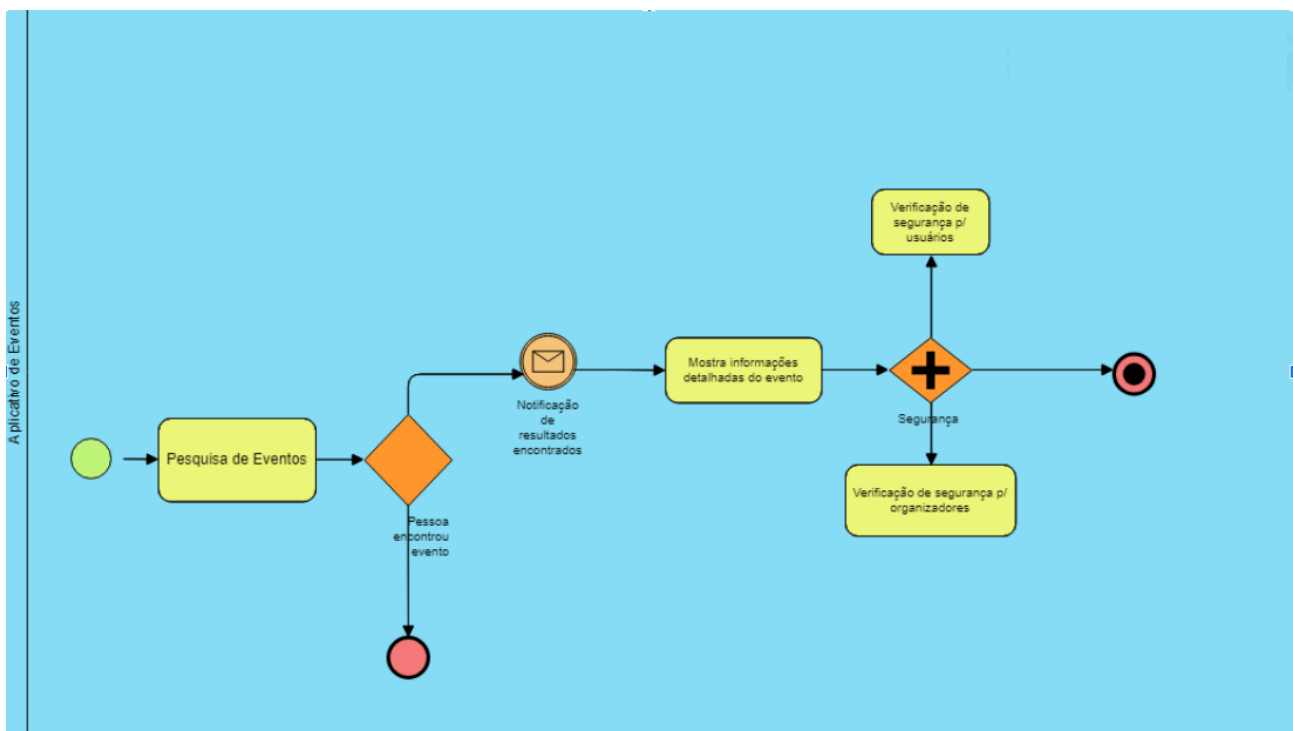 Aplicativo de Eventos
Pesquisa de Eventos
Pessoa
encontrou
evento
Notificação
de
resultados
encontrados
Mostra informações
detalhadas do evento
Verificação de
segurança p/
usuários
Segurança
Verificação de segurança p/
organizadores